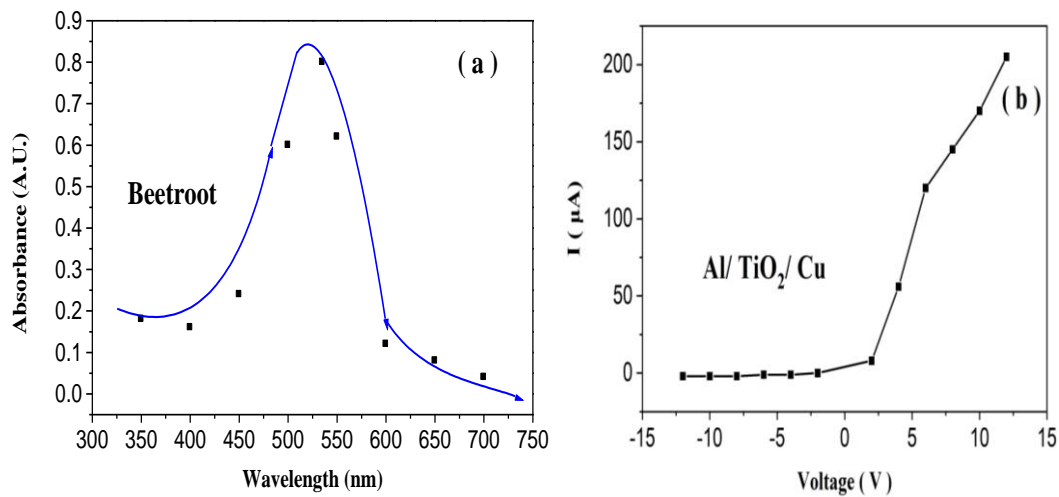 0.9
0.8
0.7
0.6
0.5
0.4
0.3
0.2
0.1
0.0
Absorbance (A.U.)
( a )
Beetroot
300 350 400 450 500 550 600 650 700 750
Wavelength (nm)
200
150
100
50
0
I ( µA)
( b )
Al/ TiO₂/ Cu
-15 -10 -5 0 5 10 15
Voltage ( V )